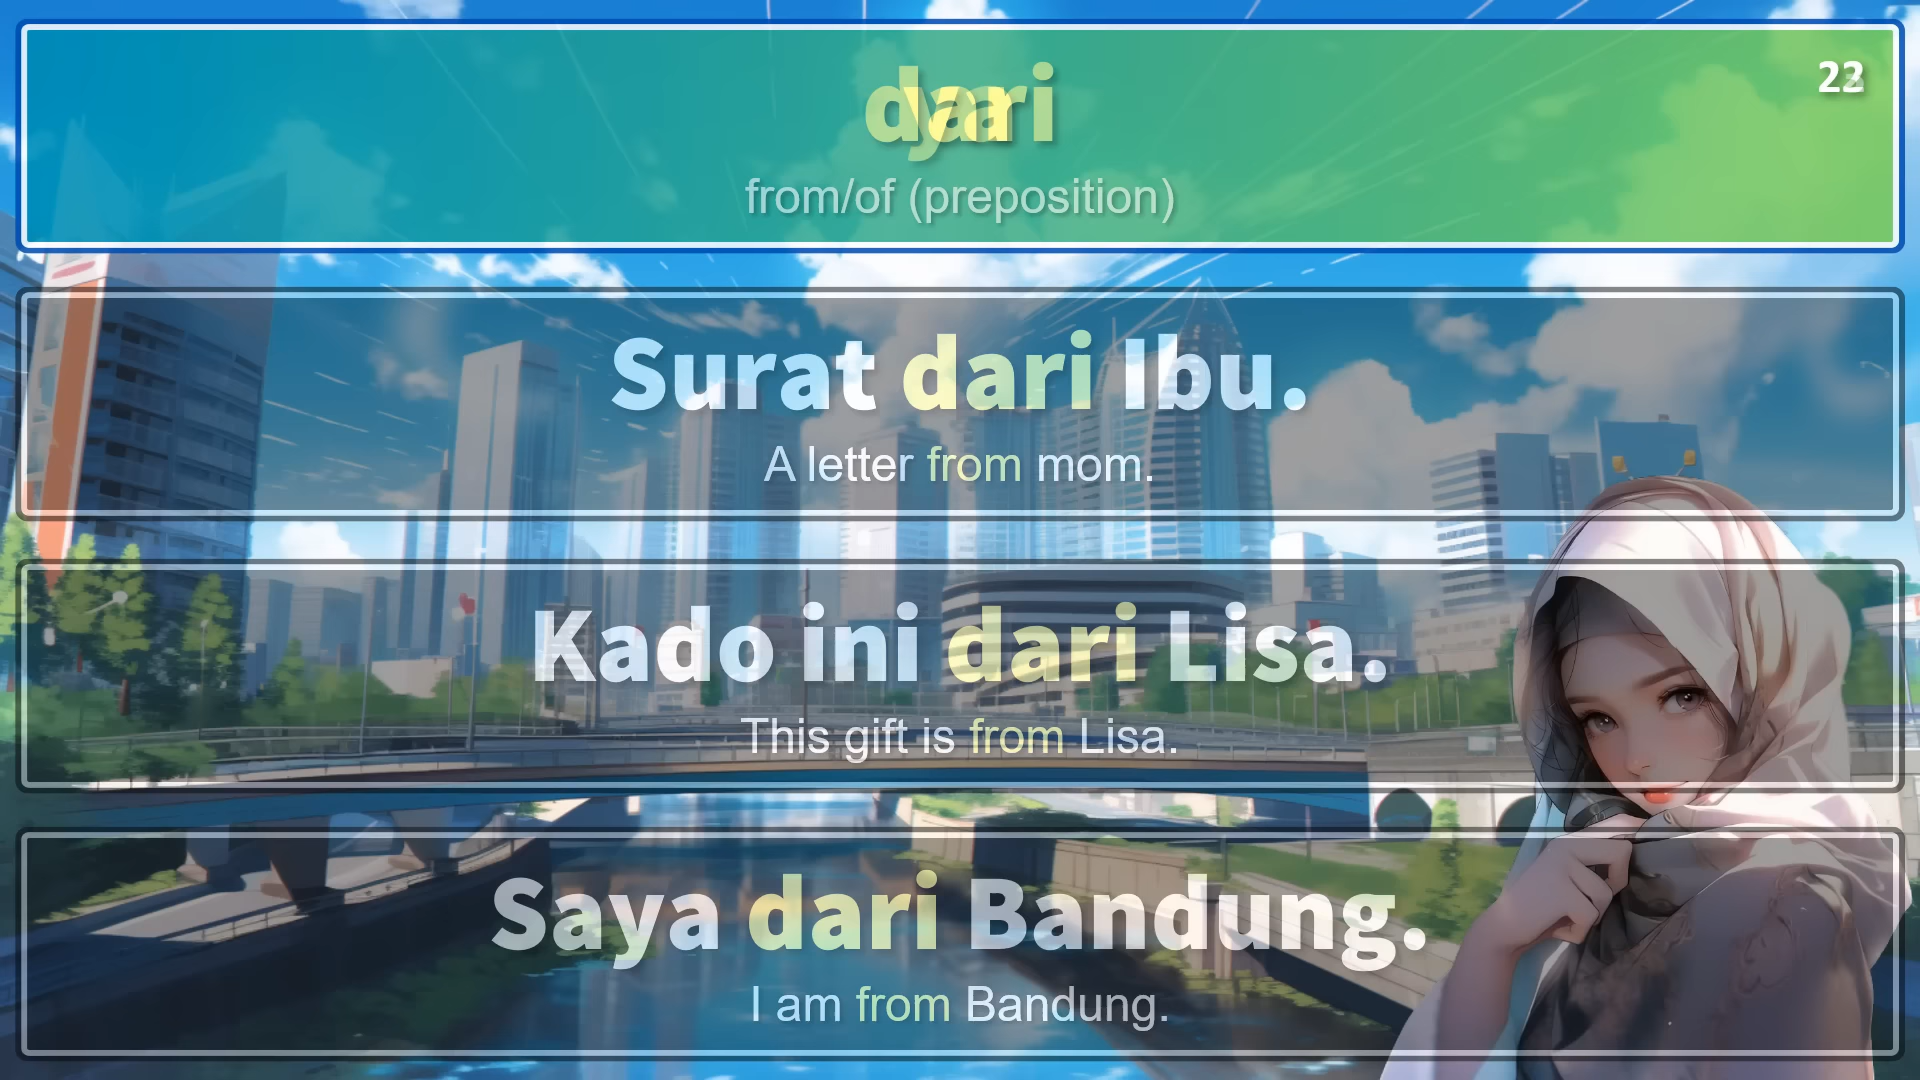 dari
from/of (preposition)
Surat dari Ibu.
A letter from mom.
Kado ini dari Lisa.
This gift is from Lisa.
Saya dari Bandung.
I am from Bandung.